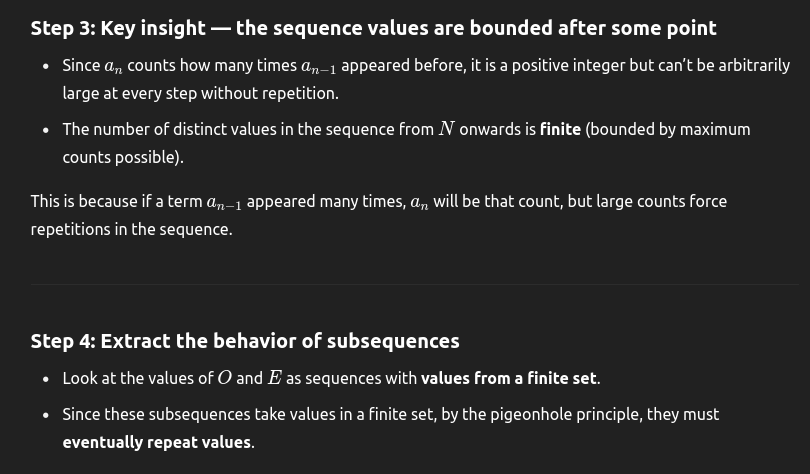 Step 3: Key insight — the sequence values are bounded after some point
• Since aₙ counts how many times aₙ₋₁ appeared before, it is a positive integer but can’t be arbitrarily
large at every step without repetition.
• The number of distinct values in the sequence from N onwards is finite (bounded by maximum
counts possible).
This is because if a term aₙ₋₁ appeared many times, aₙ will be that count, but large counts force
repetitions in the sequence.
Step 4: Extract the behavior of subsequences
• Look at the values of O and E as sequences with values from a finite set.
• Since these subsequences take values in a finite set, by the pigeonhole principle, they must
eventually repeat values.